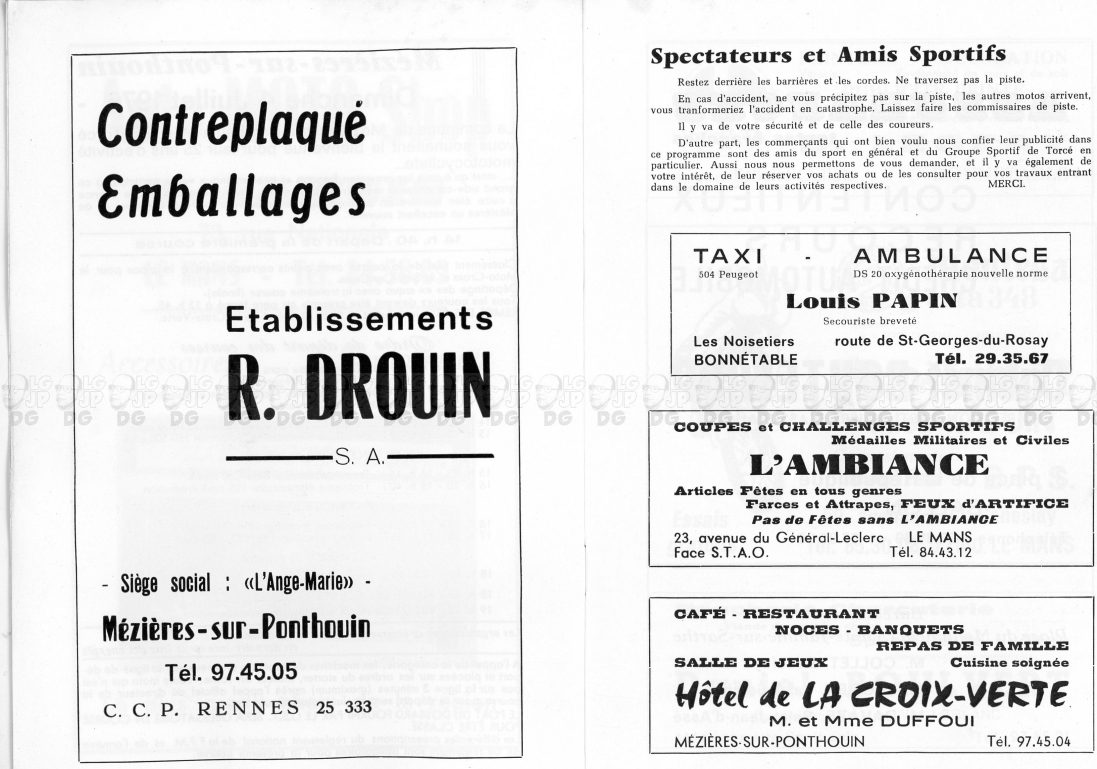 Contreplaqué
Emballages
Etablissements
R. DROUIN
S. A.
- Siège social : «L'Ange-Marie» -
Mézières-sur-Ponthouin
Tél. 97.45.05
C. C. P. RENNES 25 333
Spectateurs et Amis Sportifs
Restez derrière les barrières et les cordes. Ne traversez pas la piste.
En cas d'accident, ne vous précipitez pas sur la piste, les autres motos arrivent,
vous tranformeriez l'accident en catastrophe. Laissez faire les commissaires de piste.
Il y va de votre sécurité et de celle des coureurs.
D'autre part, les commerçants qui ont bien voulu nous confier leur publicité dans
ce programme sont des amis du sport en général et du Groupe Sportif de Torcé en
particulier. Aussi nous nous permettons de vous demander, et il y va également de
votre intérêt, de leur réserver vos achats ou de les consulter pour vos travaux entrant
dans le domaine de leurs activités respectives. MERCI.
TAXI - AMBULANCE
504 Peugeot DS 20 oxygénothérapie nouvelle norme
Louis PAPIN
Secouriste breveté
Les Noisetiers route de St-Georges-du-Rosay
BONNÉTABLE Tél. 29.35.67
COUPES et CHALLENGES SPORTIFS
Médailles Militaires et Civiles
L'AMBIANCE
Articles Fêtes en tous genres
Farces et Attrapes, FEUX d'ARTIFICE
Pas de Fêtes sans L'AMBIANCE
23, avenue du Général-Leclerc LE MANS
Face S.T.A.O. Tél. 84.43.12
CAFÉ - RESTAURANT
NOCES - BANQUETS
REPAS DE FAMILLE
SALLE DE JEUX Cuisine soignée
Hôtel de LA CROIX-VERTE
M. et Mme DUFFOUI
MÉZIÈRES-SUR-PONTHOUIN Tél. 97.45.04